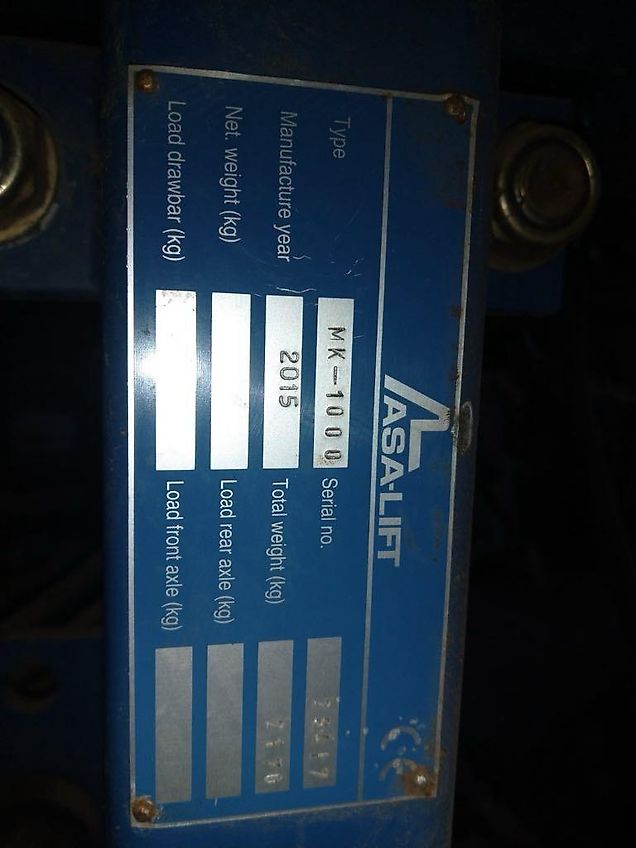 ASA-LIFT
CE
Type MK-1000 Serial no.
Manufacture year 2015 Total weight (kg)
Net. weight (kg) Load rear axle (kg)
Load drawbar (kg) Load front axle (kg)